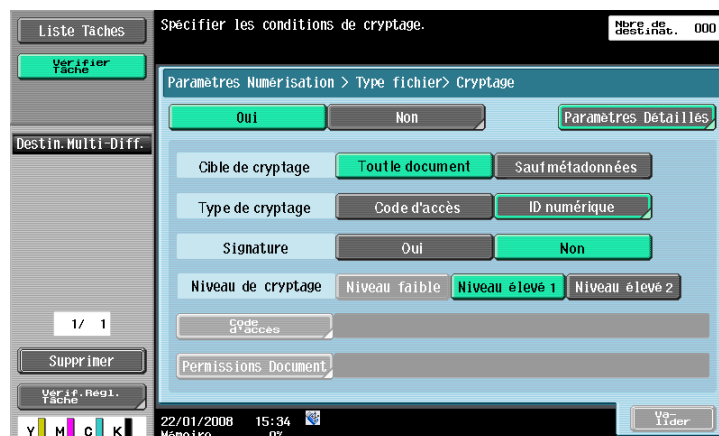 Liste Tâches
Spécifier les conditions de cryptage.
Nbre de
destinat. 000
Vérifier
Tâche
Paramètres Numérisation > Type fichier> Cryptage
Oui Non Paramètres Détaillés
Destin.Multi-Diff.
Cible de cryptage Toutle document Saufmétadonnées
Type de cryptage Code d'accès ID numérique
Signature Oui Non
Niveau de cryptage Niveau faible Niveau élevé 1 Niveau élevé 2
1/ 1
Code
d'accès
Supprimer
Permissions Document
Vérif.Régl.
Tâche
Va-
lider
22/01/2008 15:34
Y M C K
Mémoire 0%